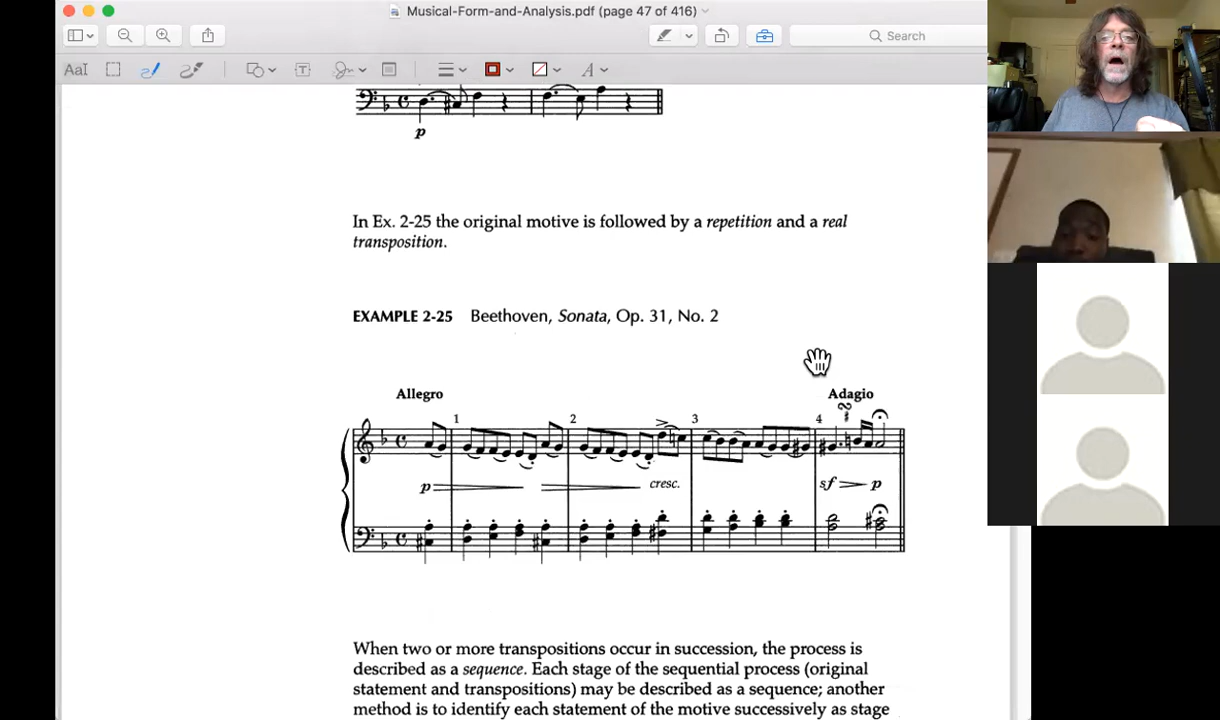 Musical-Form-and-Analysis.pdf (page 47 of 416)
Search
AI
T
A
p
In Ex. 2-25 the original motive is followed by a repetition and a real
transposition.
EXAMPLE 2-25 Beethoven, Sonata, Op. 31, No. 2
Allegro
Adagio
1 2 3 4
p cresc. sf p
When two or more transpositions occur in succession, the process is
described as a sequence. Each stage of the sequential process (original
statement and transpositions) may be described as a sequence; another
method is to identify each statement of the motive successively as stage